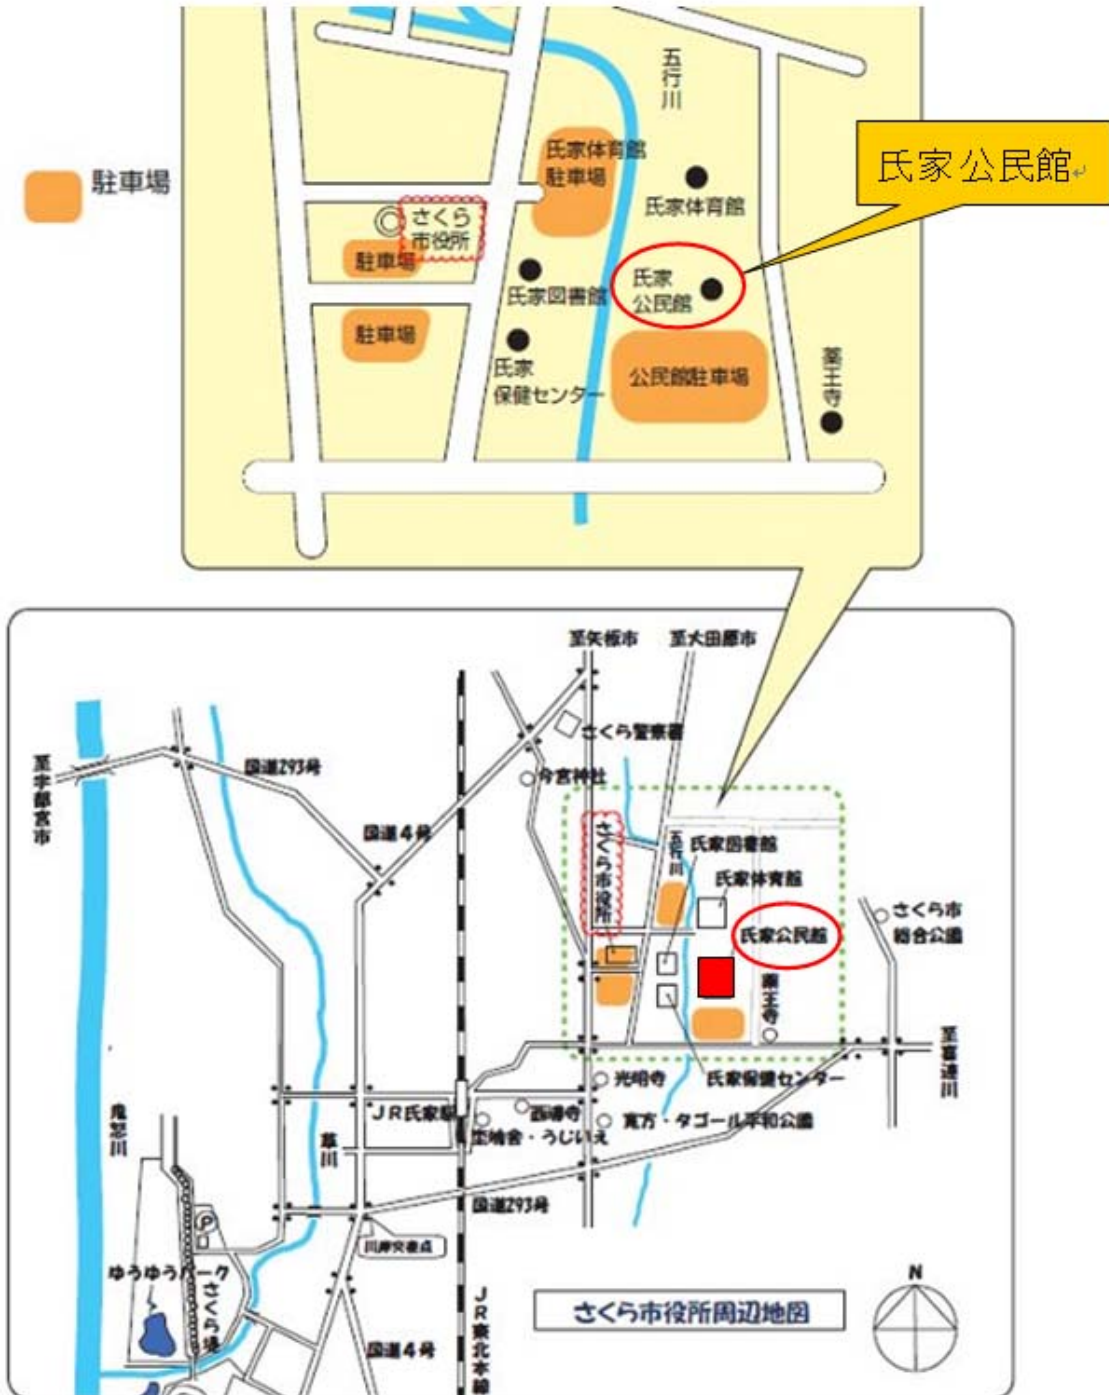 五行川
氏家公民館
駐車場
氏家体育館
駐車場
氏家体育館
さくら
市役所
駐車場
氏家図書館
氏家
公民館
駐車場
氏家
保健センター
公民館駐車場
薬王寺
至矢板市
至大田原市
さくら警察署
至宇都宮市
国道293号
今宮神社
国道4号
さくら市役所
五行川
氏家図書館
氏家体育館
氏家公民館
さくら市
総合公園
薬王寺
至喜連川
光明寺
氏家保健センター
鬼怒川
草川
JR氏家駅
西導寺
寛方・タゴール平和公園
国道293号
川岸交差点
P
ゆうゆうパーク
さくら堤
国道4号
JR東北本線
さくら市役所周辺地図
N